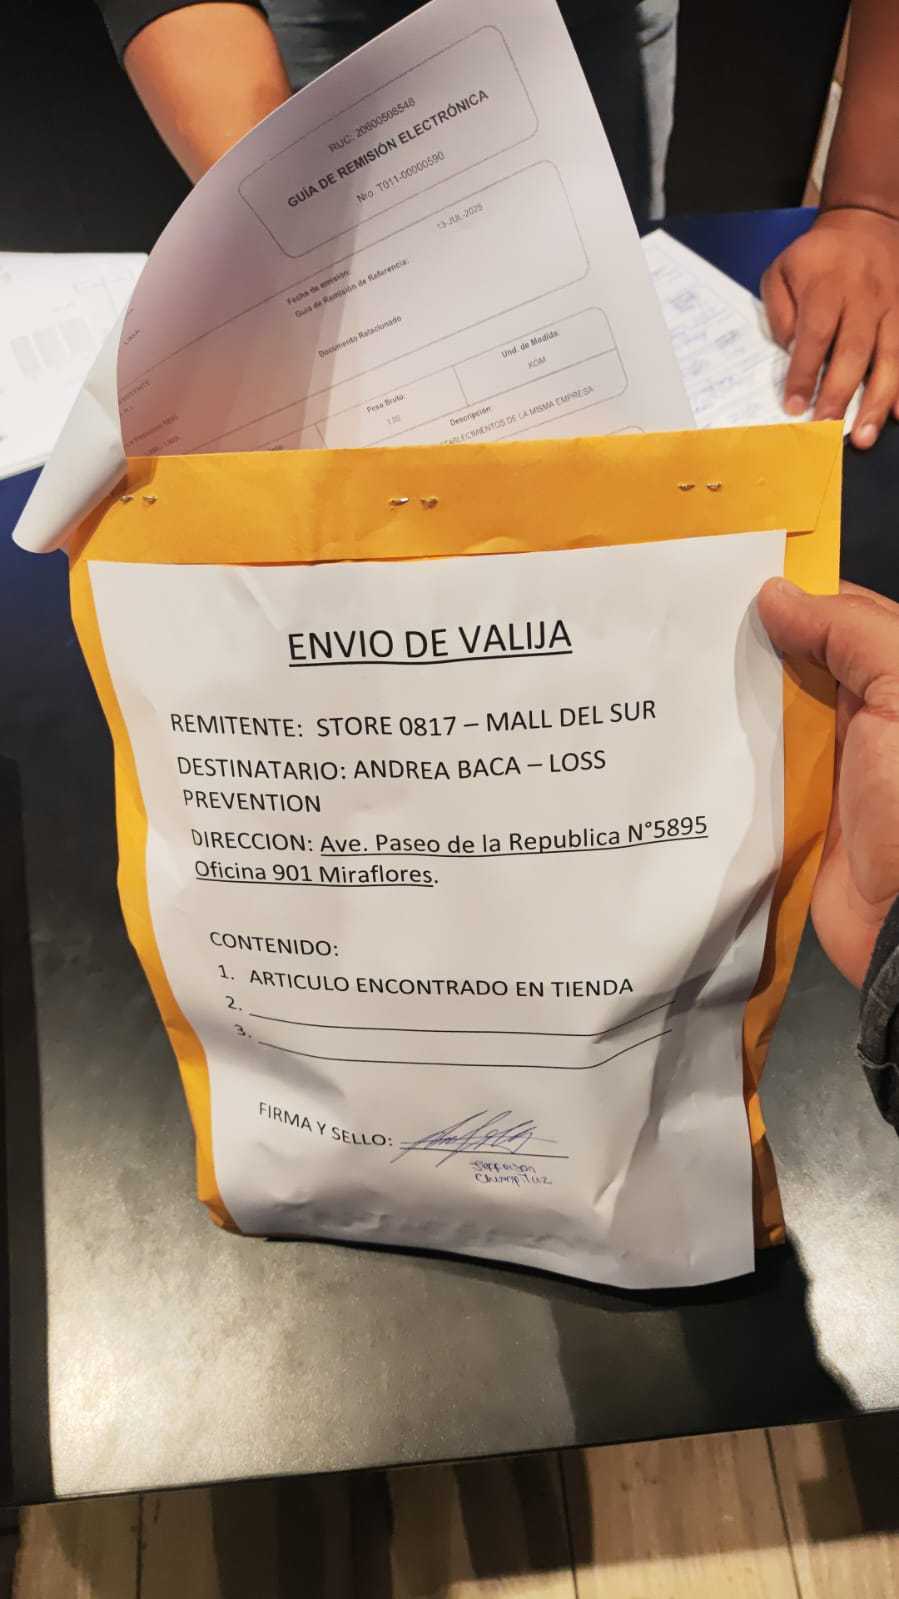 RUC: 20600508548
GUÍA DE REMISIÓN ELECTRÓNICA
Nro. T011-00000590
Fecha de emisión: 13-JUL-2025
Guía de Remisión de Referencia:
Documento Relacionado
Peso Bruto: Und. de Medida:
1.00 KGM
Descripción:
ESTABLECIMIENTOS DE LA MISMA EMPRESA
ENVIO DE VALIJA
REMITENTE: STORE 0817 – MALL DEL SUR
DESTINATARIO: ANDREA BACA – LOSS
PREVENTION
DIRECCION: Ave. Paseo de la Republica N°5895
Oficina 901 Miraflores.
CONTENIDO:
1. ARTICULO ENCONTRADO EN TIENDA
2.
3.
FIRMA Y SELLO: